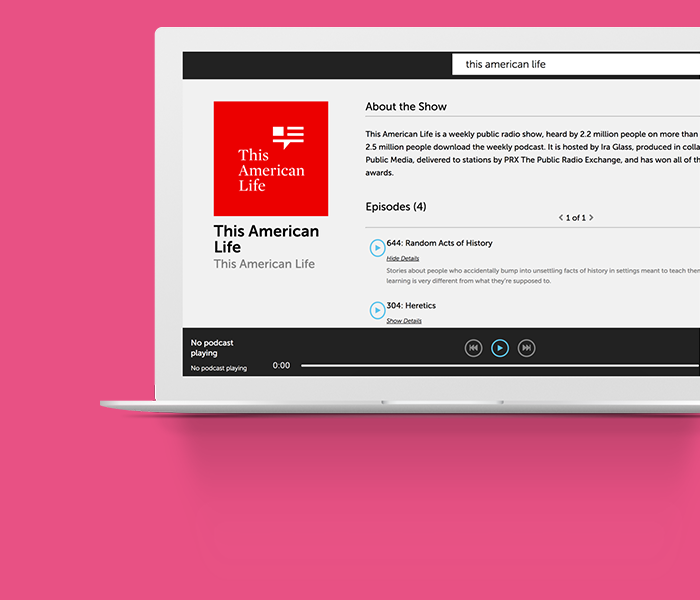 this american life
This
American
Life
This American
Life
This American Life
About the Show
This American Life is a weekly public radio show, heard by 2.2 million people on more than
2.5 million people download the weekly podcast. It is hosted by Ira Glass, produced in
Public Media, delivered to stations by PRX The Public Radio Exchange, and has won all of
awards.
Episodes (4)
1 of 1
644: Random Acts of History
Hide Details
Stories about people who accidentally bump into unsettling facts of history in settings meant to teach
learning is very different from what they're supposed to.
304: Heretics
Show Details
No podcast
playing
No podcast playing
0:00